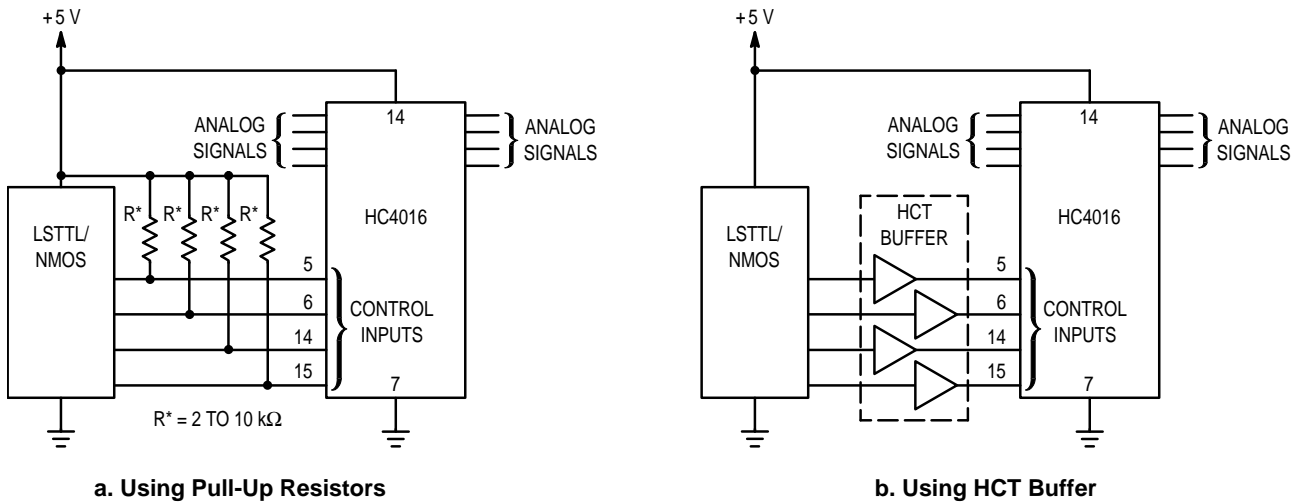 +5 V
14
ANALOG
SIGNALS
ANALOG
SIGNALS
R* R* R* R*
LSTTL/
NMOS
HC4016
5
6
14
15
CONTROL
INPUTS
7
R* = 2 TO 10 kΩ
a. Using Pull-Up Resistors
+5 V
14
ANALOG
SIGNALS
ANALOG
SIGNALS
LSTTL/
NMOS
HCT
BUFFER
HC4016
5
6
14
15
CONTROL
INPUTS
7
b. Using HCT Buffer